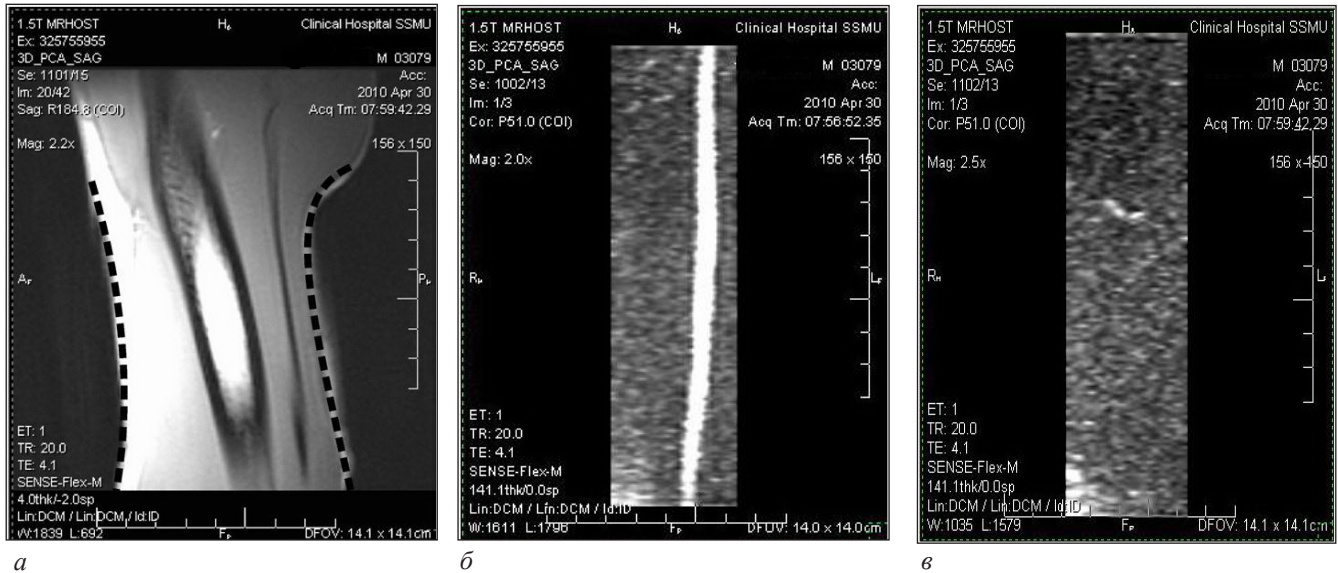 1.5T MRHOST
Ex: 325755955
3D_PCA_SAG
Se: 1101/15
Im: 20/42
Sag: R184.8 (COI)
Mag: 2.2x
H
Clinical Hospital SSMU
M 03079
Acc:
2010 Apr 30
Acq Tm: 07:59:42.29
156 x 150
A
P
ET: 1
TR: 20.0
TE: 4.1
SENSE-Flex-M
4.0thk/-2.0sp
Lin:DCM / Lin:DCM / Id:ID
W:1839 L:692
F
DFOV: 14.1 x 14.1cm
а
1.5T MRHOST
Ex: 325755955
3D_PCA_SAG
Se: 1002/13
Im: 1/3
Cor: P51.0 (COI)
Mag: 2.0x
H
Clinical Hospital SSMU
M 03079
Acc:
2010 Apr 30
Acq Tm: 07:56:52.35
156 x 150
R
L
ET: 1
TR: 20.0
TE: 4.1
SENSE-Flex-M
141.1thk/0.0sp
Lin:DCM / Lin:DCM / Id:ID
W:1611 L:1796
F
DFOV: 14.0 x 14.0cm
б
1.5T MRHOST
Ex: 325755955
3D_PCA_SAG
Se: 1102/13
Im: 1/3
Cor: P51.0 (COI)
Mag: 2.5x
H
Clinical Hospital SSMU
M 03079
Acc:
2010 Apr 30
Acq Tm: 07:59:42.29
156 x 150
R
L
ET: 1
TR: 20.0
TE: 4.1
SENSE-Flex-M
141.1thk/0.0sp
Lin:DCM / Lin:DCM / Id:ID
W:1035 L:1579
F
DFOV: 14.1 x 14.1cm
в